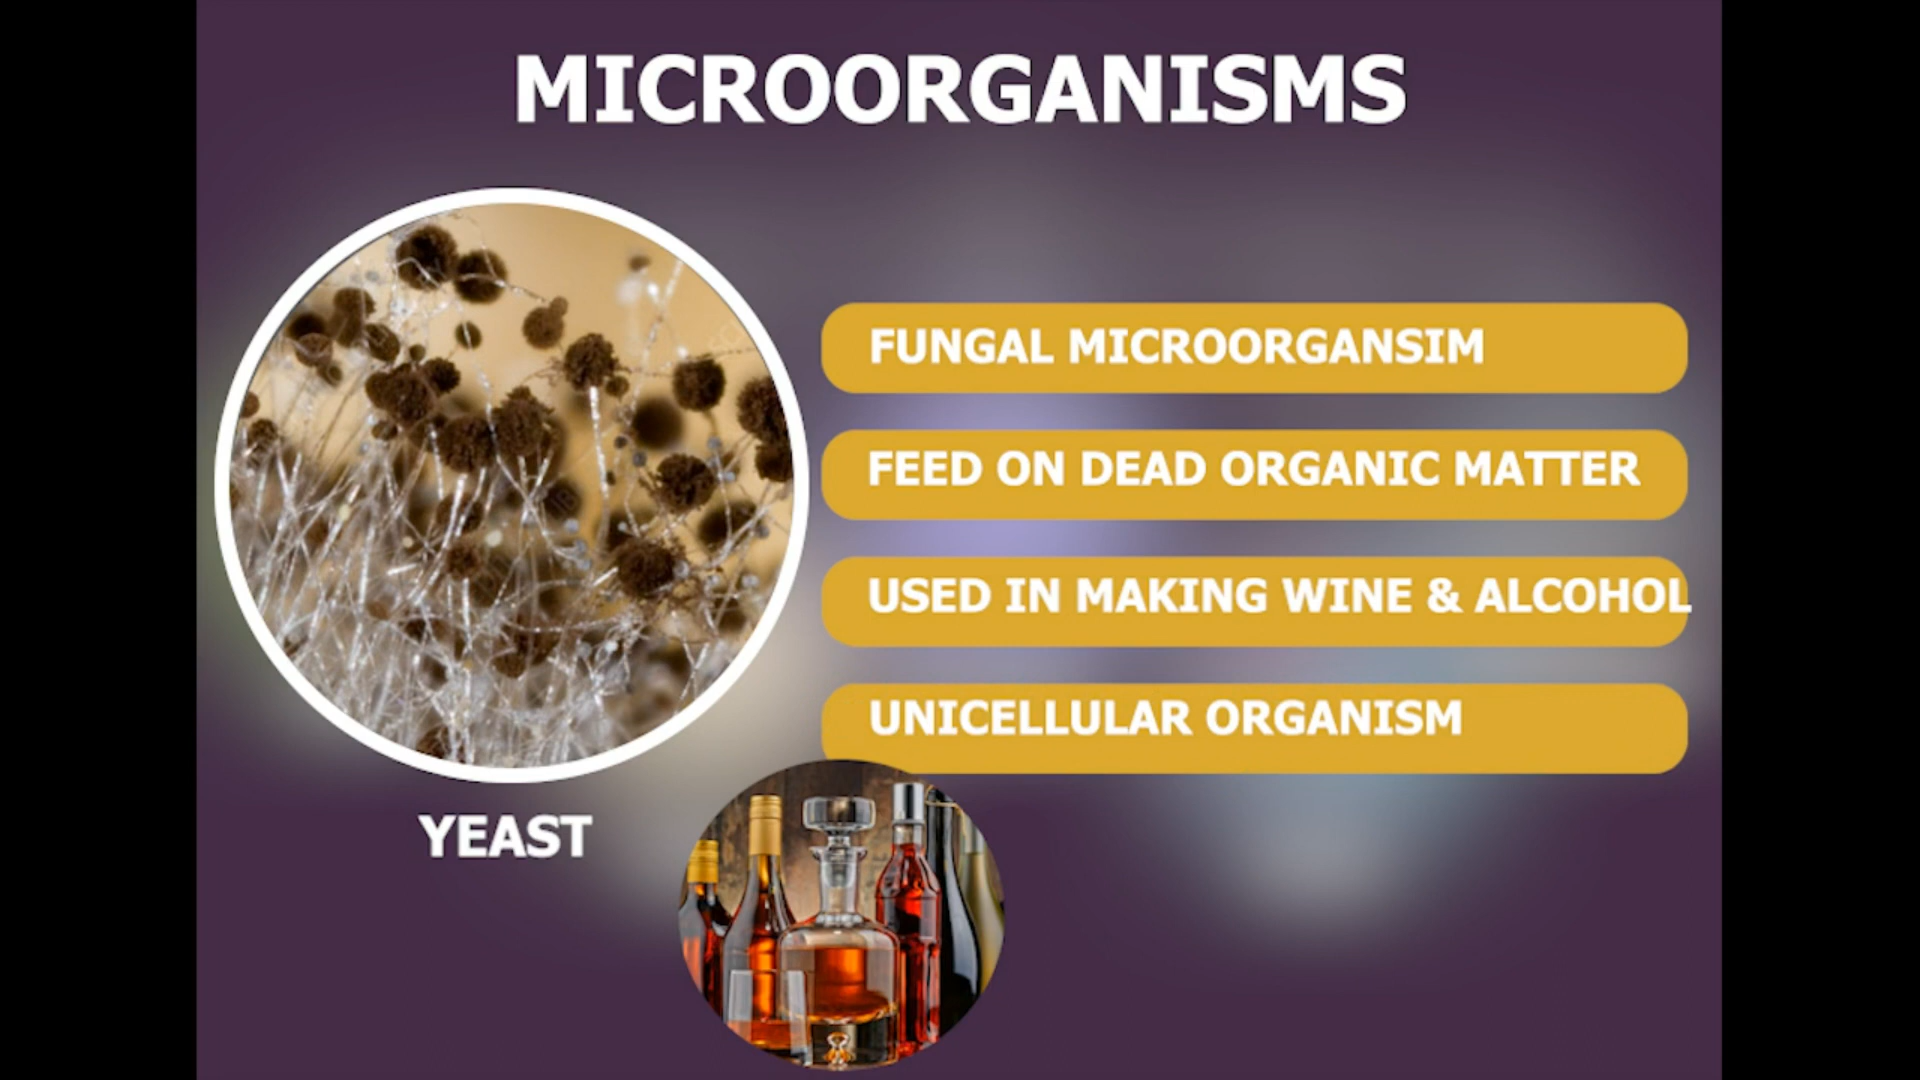 MICROORGANISMS
FUNGAL MICROORGANSIM
FEED ON DEAD ORGANIC MATTER
USED IN MAKING WINE & ALCOHOL
UNICELLULAR ORGANISM
YEAST